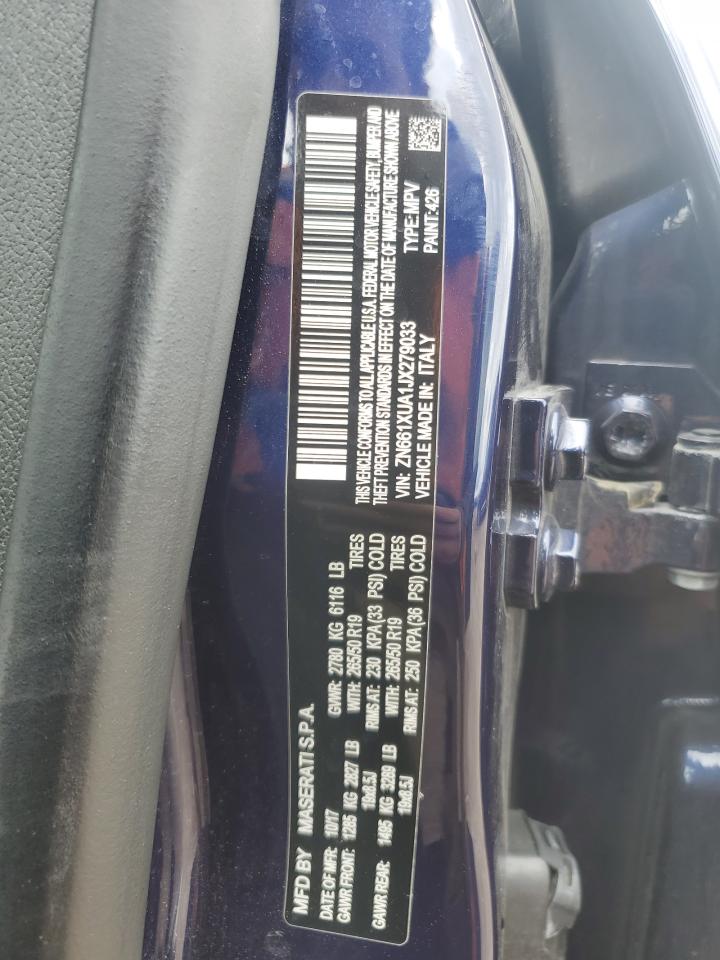 MFD BY MASERATI S.P.A.
DATE OF MFR: 10/17 GVWR: 2780 KG 6116 LB
GAWR FRONT: 1285 KG 2827 LB WITH: 265/50 R19 TIRES
19x8.5J RIMS AT: 230 KPA(33 PSI) COLD
GAWR REAR: 1495 KG 3289 LB WITH: 265/50 R19 TIRES
19x8.5J RIMS AT: 250 KPA(36 PSI) COLD
THIS VEHICLE CONFORMS TO ALL APPLICABLE U.S.A. FEDERAL MOTOR VEHICLE SAFETY, BUMPER AND
THEFT PREVENTION STANDARDS IN EFFECT ON THE DATE OF MANUFACTURE SHOWN ABOVE
VIN: ZN661XUA1JX279033 TYPE:MPV
VEHICLE MADE IN: ITALY PAINT:426